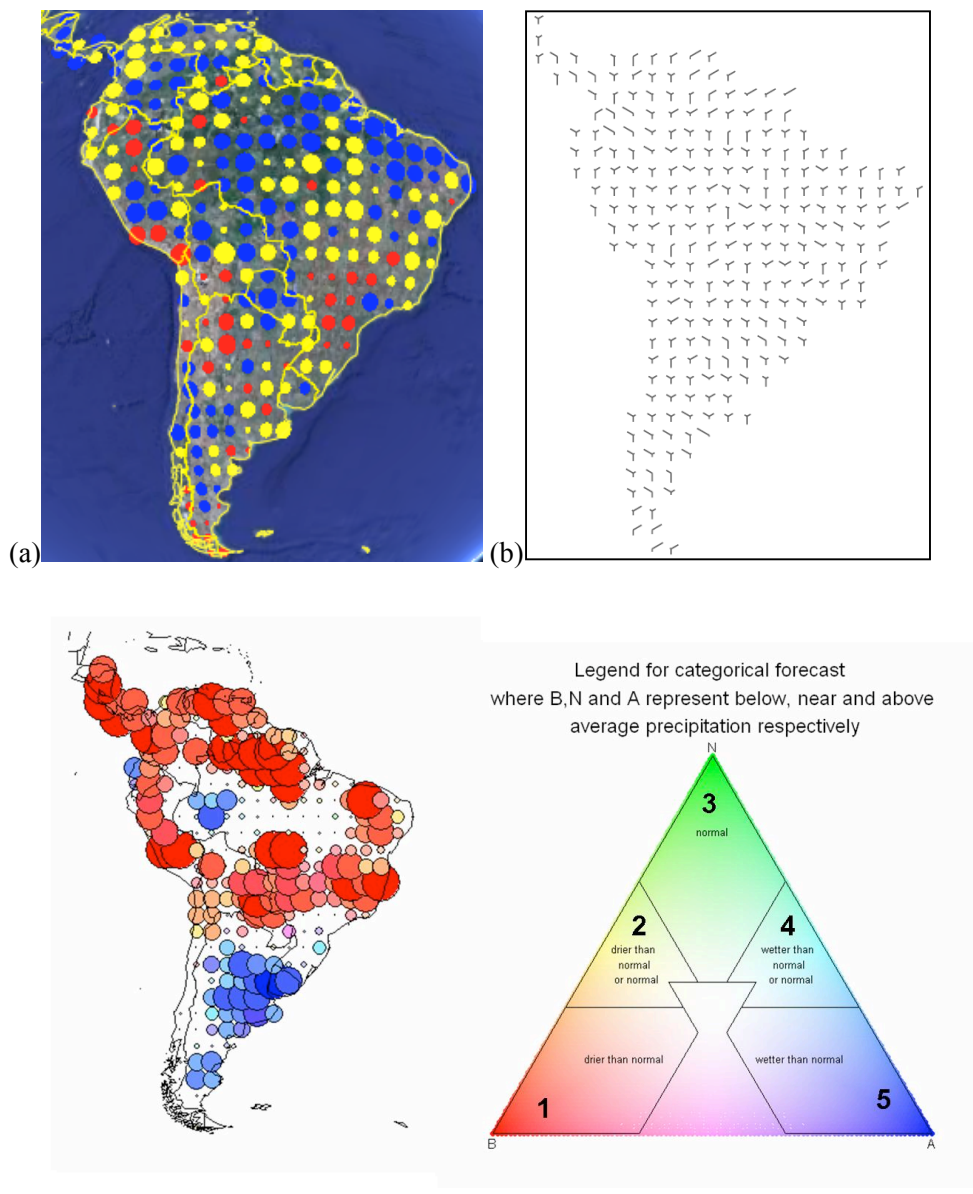 (a)
(b)
Legend for categorical forecast
where B,N and A represent below, near and above
average precipitation respectively
N
3
normal
2
drier than
normal
or normal
4
wetter than
normal
or normal
drier than normal
wetter than normal
1
5
B
A